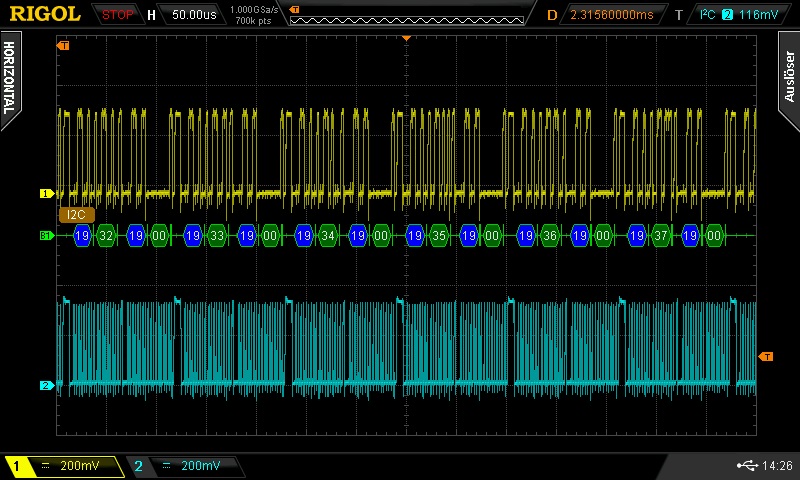 RIGOL STOP H 50.00us 1.000GSa/s 700k pts T D 2.31560000ms T I²C 2 116mV
HORIZONTAL
Auslöser
T
1
I2C
B1 19 32 19 00 19 33 19 00 19 34 19 00 19 35 19 00 19 36 19 00 19 37 19 00
T
2
1 200mV 2 200mV 14:26